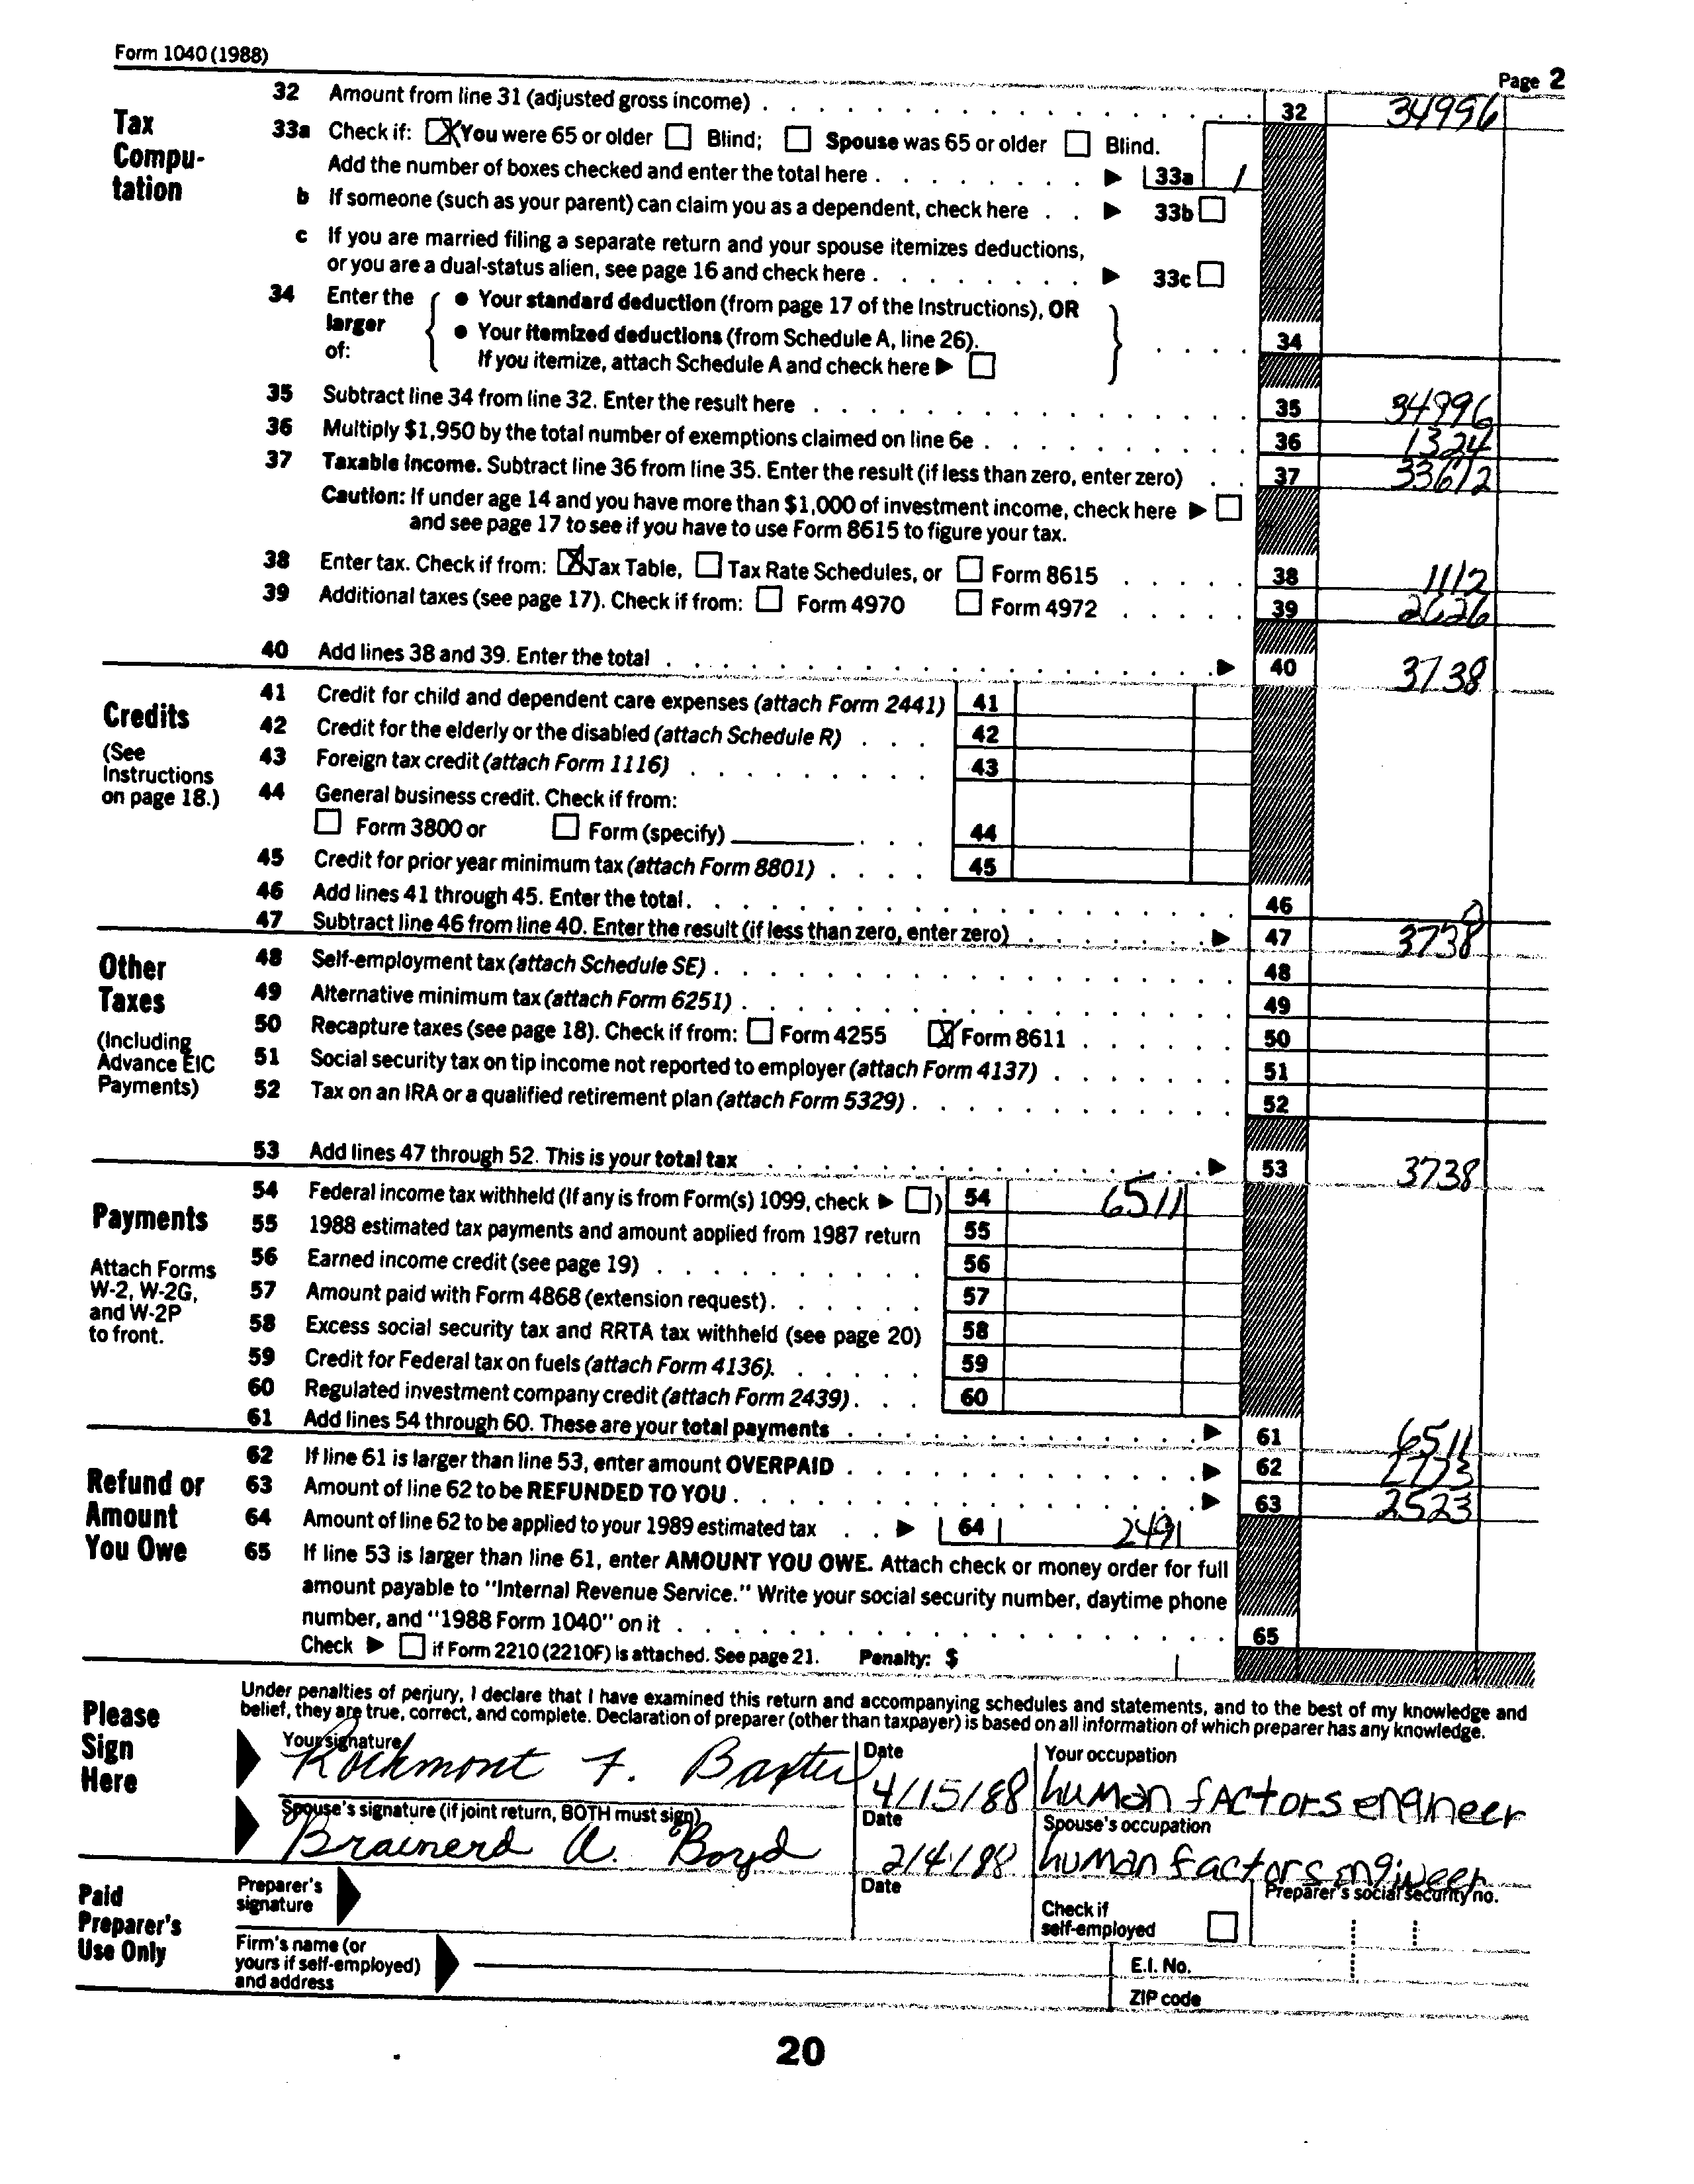 Form 1040 (1988)
Page 2
Tax Compu-tation
32 Amount from line 31 (adjusted gross income) . . . . 32 34996
33a Check if: [X] You were 65 or older [ ] Blind; [ ] Spouse was 65 or older [ ] Blind.
Add the number of boxes checked and enter the total here . . . . ▶ 33a 1
b If someone (such as your parent) can claim you as a dependent, check here . . ▶ 33b [ ]
c If you are married filing a separate return and your spouse itemizes deductions,
or you are a dual-status alien, see page 16 and check here . . . . ▶ 33c [ ]
34 Enter the larger of: { • Your standard deduction (from page 17 of the Instructions), OR
• Your itemized deductions (from Schedule A, line 26).
If you itemize, attach Schedule A and check here ▶ [ ] } . . . . 34
35 Subtract line 34 from line 32. Enter the result here . . . . 35 34996
36 Multiply $1,950 by the total number of exemptions claimed on line 6e . . . . 36 1324
37 Taxable income. Subtract line 36 from line 35. Enter the result (if less than zero, enter zero) . . 37 33672
Caution: If under age 14 and you have more than $1,000 of investment income, check here ▶ [ ]
and see page 17 to see if you have to use Form 8615 to figure your tax.
38 Enter tax. Check if from: [X] Tax Table, [ ] Tax Rate Schedules, or [ ] Form 8615 . . . . 38 1112
39 Additional taxes (see page 17). Check if from: [ ] Form 4970 [ ] Form 4972 . . . . 39 2626
40 Add lines 38 and 39. Enter the total . . . . ▶ 40 3738
Credits
(See Instructions on page 18.)
41 Credit for child and dependent care expenses (attach Form 2441) 41
42 Credit for the elderly or the disabled (attach Schedule R) . . . 42
43 Foreign tax credit (attach Form 1116) . . . . 43
44 General business credit. Check if from:
[ ] Form 3800 or [ ] Form (specify) . . . 44
45 Credit for prior year minimum tax (attach Form 8801) . . . . 45
46 Add lines 41 through 45. Enter the total . . . . 46 0
47 Subtract line 46 from line 40. Enter the result (if less than zero, enter zero) . . . . ▶ 47 3738
Other Taxes
(Including Advance EIC Payments)
48 Self-employment tax (attach Schedule SE) . . . . 48
49 Alternative minimum tax (attach Form 6251) . . . . 49
50 Recapture taxes (see page 18). Check if from: [ ] Form 4255 [X] Form 8611 . . . . 50
51 Social security tax on tip income not reported to employer (attach Form 4137) . . . . 51
52 Tax on an IRA or a qualified retirement plan (attach Form 5329) . . . . 52
53 Add lines 47 through 52. This is your total tax . . . . ▶ 53 3738
Payments
Attach Forms W-2, W-2G, and W-2P to front.
54 Federal income tax withheld (If any is from Form(s) 1099, check ▶ [ ]) 54 6511
55 1988 estimated tax payments and amount applied from 1987 return 55
56 Earned income credit (see page 19) . . . . 56
57 Amount paid with Form 4868 (extension request) . . . . 57
58 Excess social security tax and RRTA tax withheld (see page 20) 58
59 Credit for Federal tax on fuels (attach Form 4136). . . . 59
60 Regulated investment company credit (attach Form 2439) . . . 60
61 Add lines 54 through 60. These are your total payments . . . . ▶ 61 6511
Refund or Amount You Owe
62 If line 61 is larger than line 53, enter amount OVERPAID . . . . ▶ 62
63 Amount of line 62 to be REFUNDED TO YOU . . . . ▶ 63 2523
64 Amount of line 62 to be applied to your 1989 estimated tax . . ▶ 64 2491
65 If line 53 is larger than line 61, enter AMOUNT YOU OWE. Attach check or money order for full
amount payable to "Internal Revenue Service." Write your social security number, daytime phone
number, and "1988 Form 1040" on it . . . . 65
Check ▶ [ ] if Form 2210 (2210F) is attached. See page 21. Penalty: $
Please Sign Here
Under penalties of perjury, I declare that I have examined this return and accompanying schedules and statements, and to the best of my knowledge and
belief, they are true, correct, and complete. Declaration of preparer (other than taxpayer) is based on all information of which preparer has any knowledge.
Your signature Rockmont F. Baxter Date 4/15/88 Your occupation human factors engineer
Spouse's signature (if joint return, BOTH must sign) Brainerd A. Boyd Date 2/4/88 Spouse's occupation human factors engineer
Paid Preparer's Use Only
Preparer's signature Date Check if self-employed [ ] Preparer's social security no.
Firm's name (or yours if self-employed) and address E.I. No.
ZIP code
20